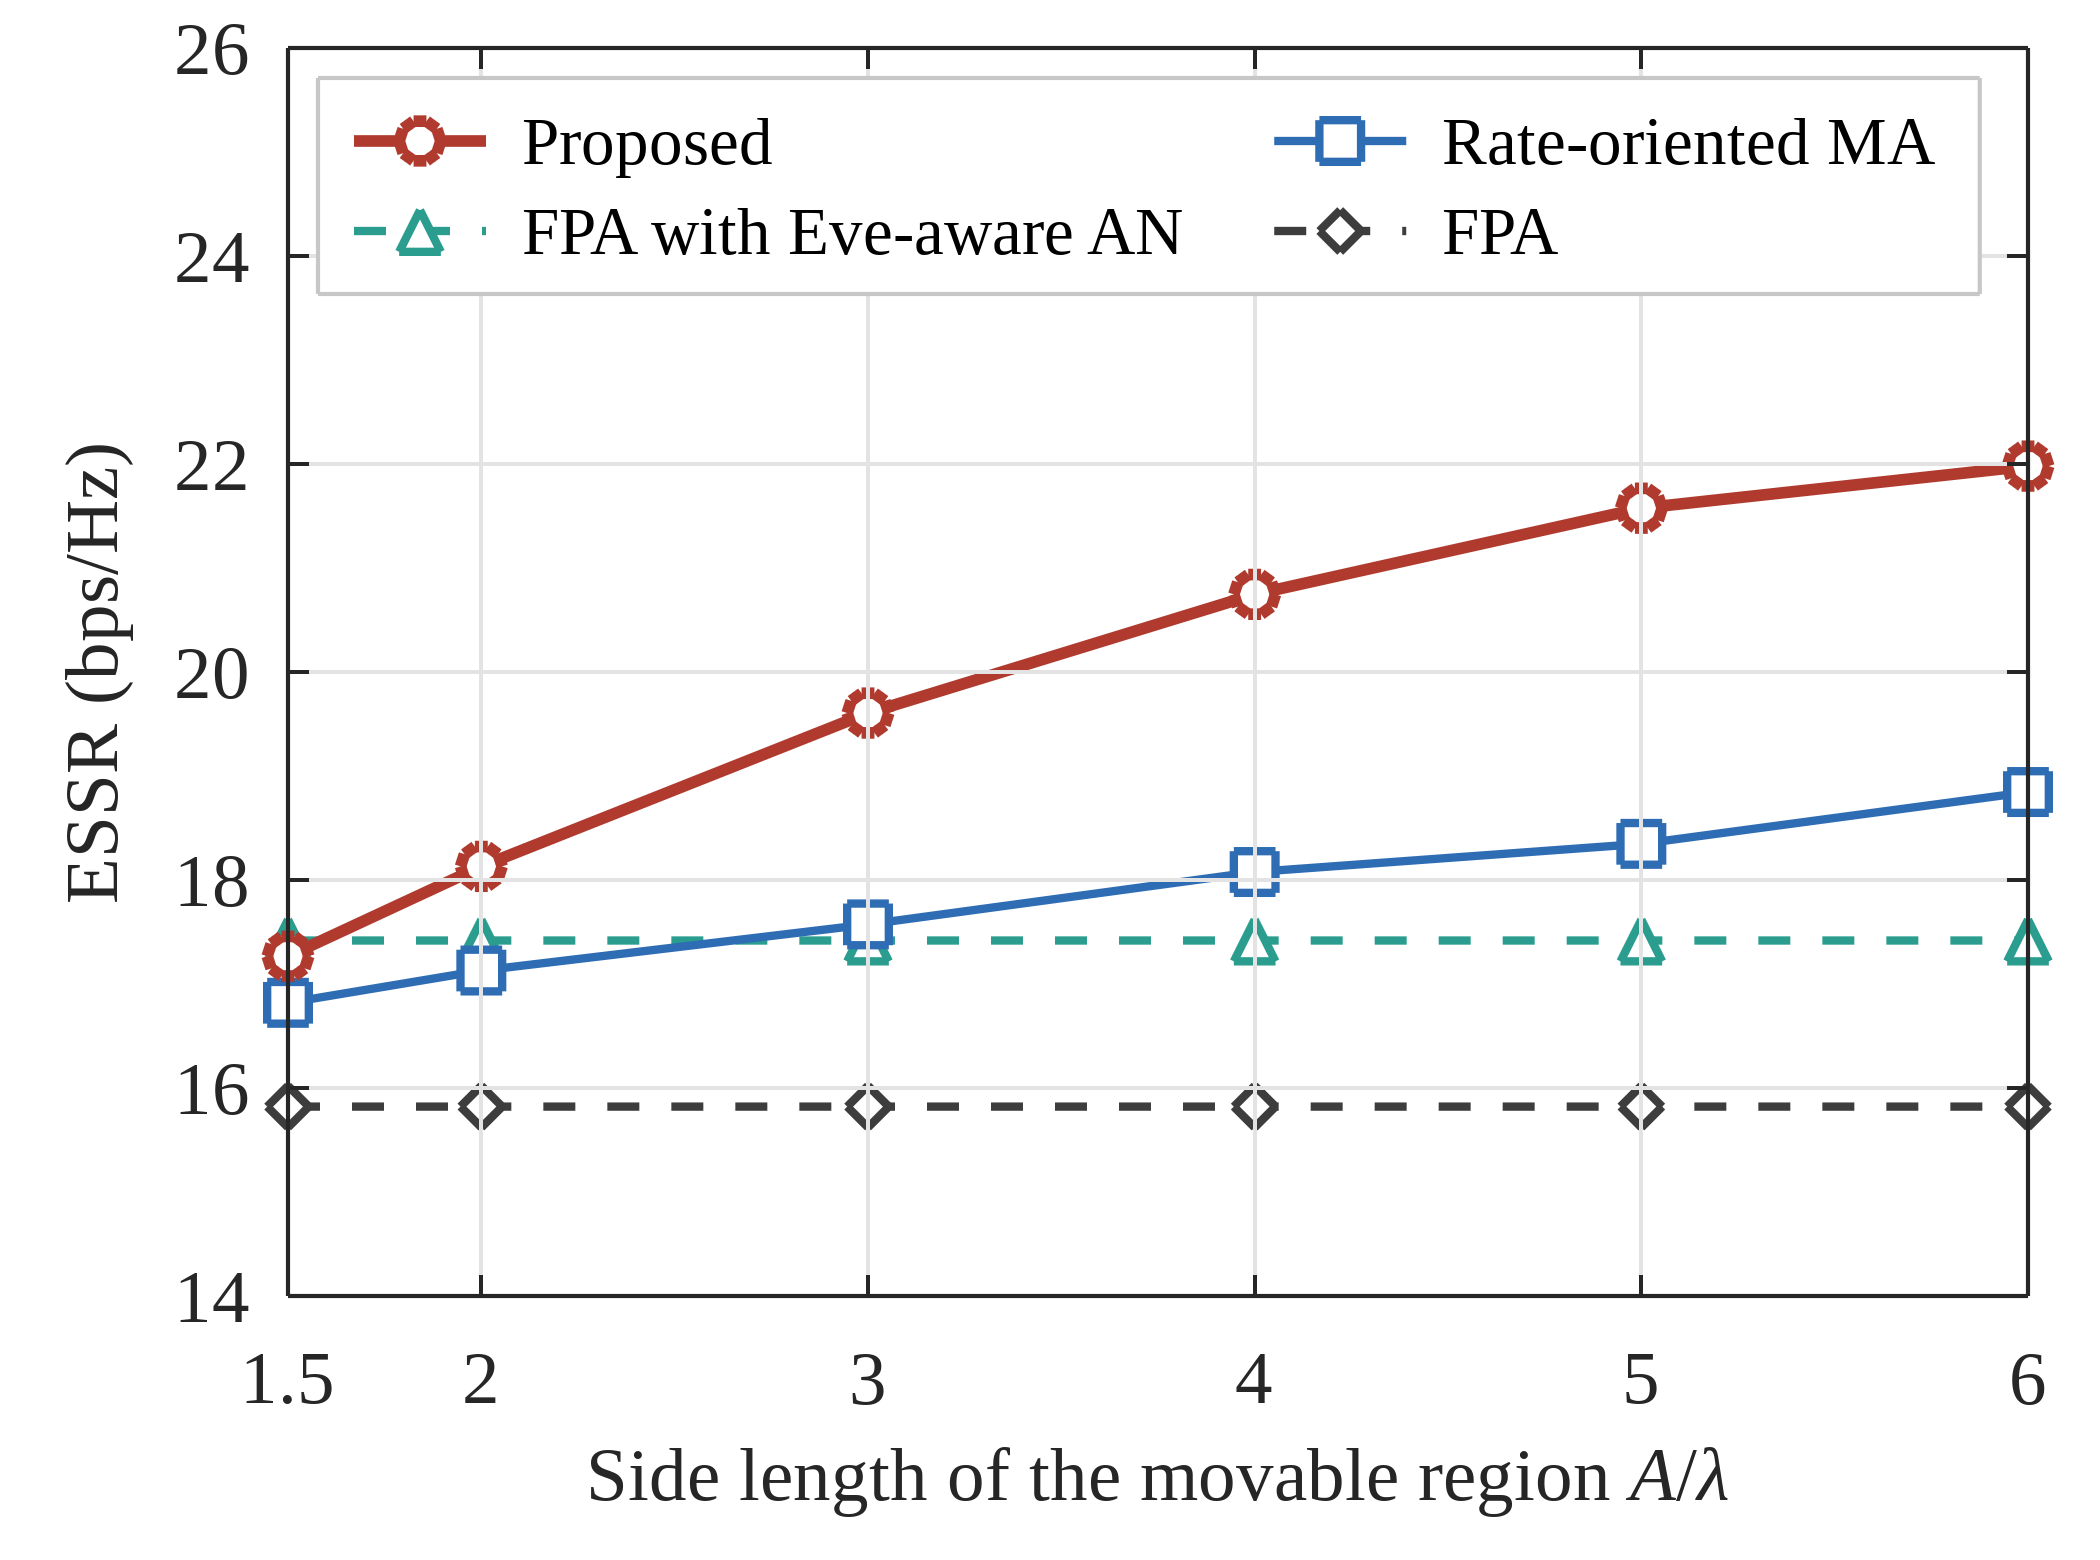 26
24
22
20
18
16
14
ESSR (bps/Hz)
Proposed
FPA with Eve-aware AN
Rate-oriented MA
FPA
1.5 2 3 4 5 6
Side length of the movable region A/λ